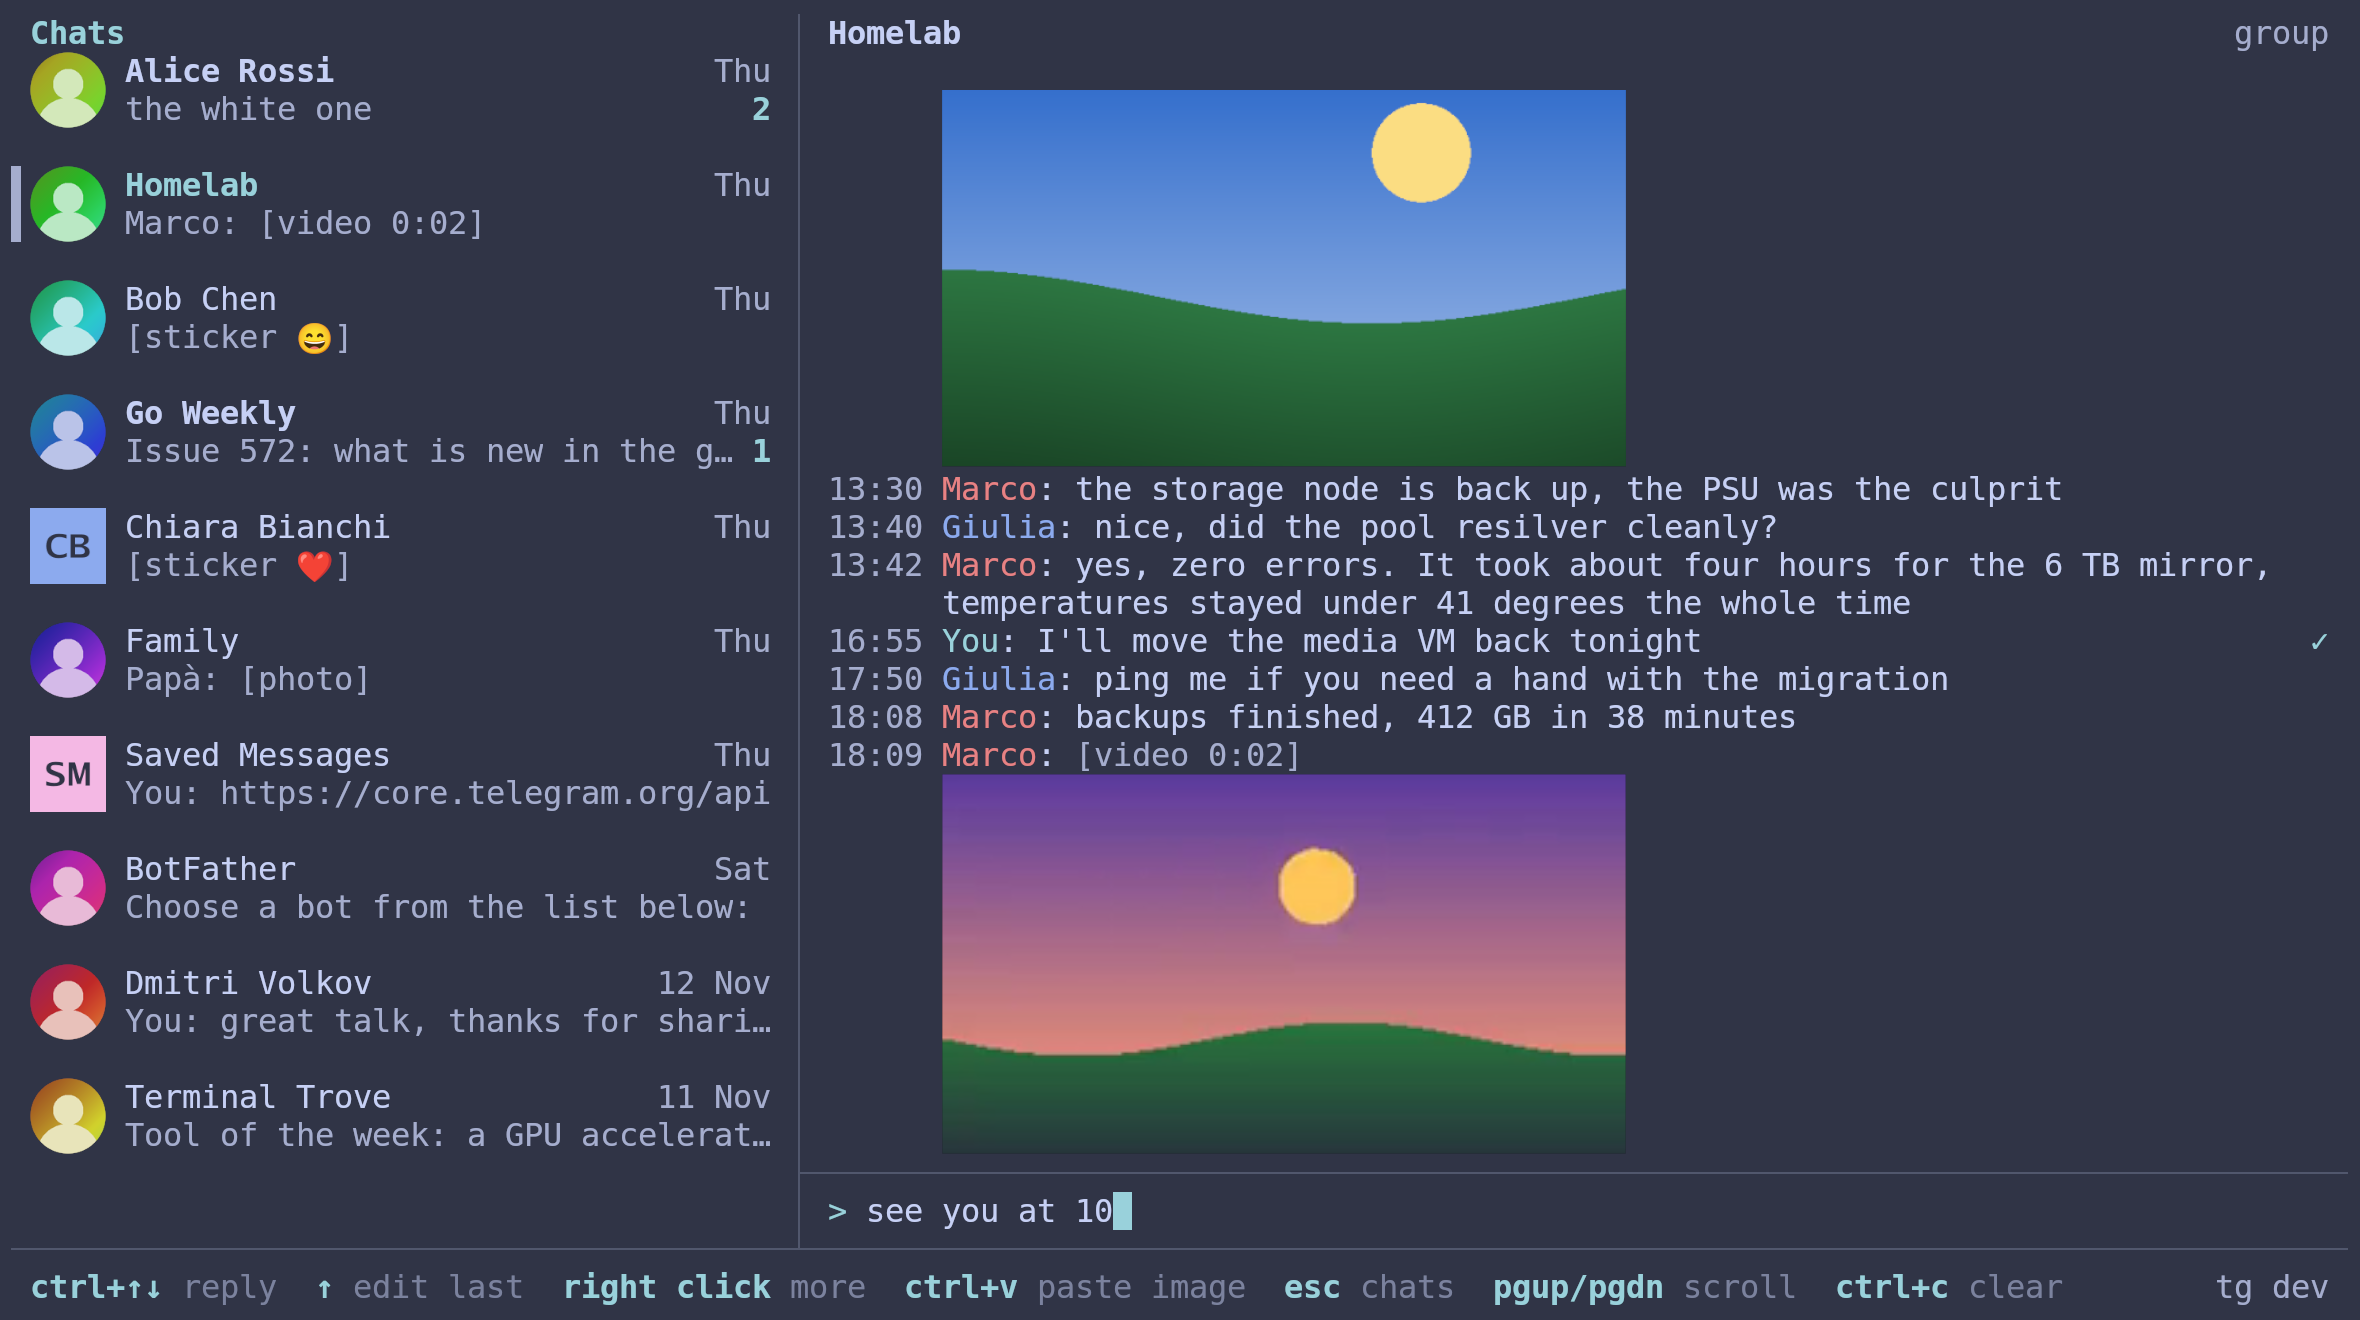 Chats
Alice Rossi Thu
the white one 2
Homelab Thu
Marco: [video 0:02]
Bob Chen Thu
[sticker 😄]
Go Weekly Thu
Issue 572: what is new in the g… 1
CB
Chiara Bianchi Thu
[sticker ❤️]
Family Thu
Papà: [photo]
SM
Saved Messages Thu
You: https://core.telegram.org/api
BotFather Sat
Choose a bot from the list below:
Dmitri Volkov 12 Nov
You: great talk, thanks for shari…
Terminal Trove 11 Nov
Tool of the week: a GPU accelerat…
Homelab group
13:30 Marco: the storage node is back up, the PSU was the culprit
13:40 Giulia: nice, did the pool resilver cleanly?
13:42 Marco: yes, zero errors. It took about four hours for the 6 TB mirror,
temperatures stayed under 41 degrees the whole time
16:55 You: I'll move the media VM back tonight ✓
17:50 Giulia: ping me if you need a hand with the migration
18:08 Marco: backups finished, 412 GB in 38 minutes
18:09 Marco: [video 0:02]
> see you at 10
ctrl+↑↓ reply ↑ edit last right click more ctrl+v paste image esc chats pgup/pgdn scroll ctrl+c clear tg dev